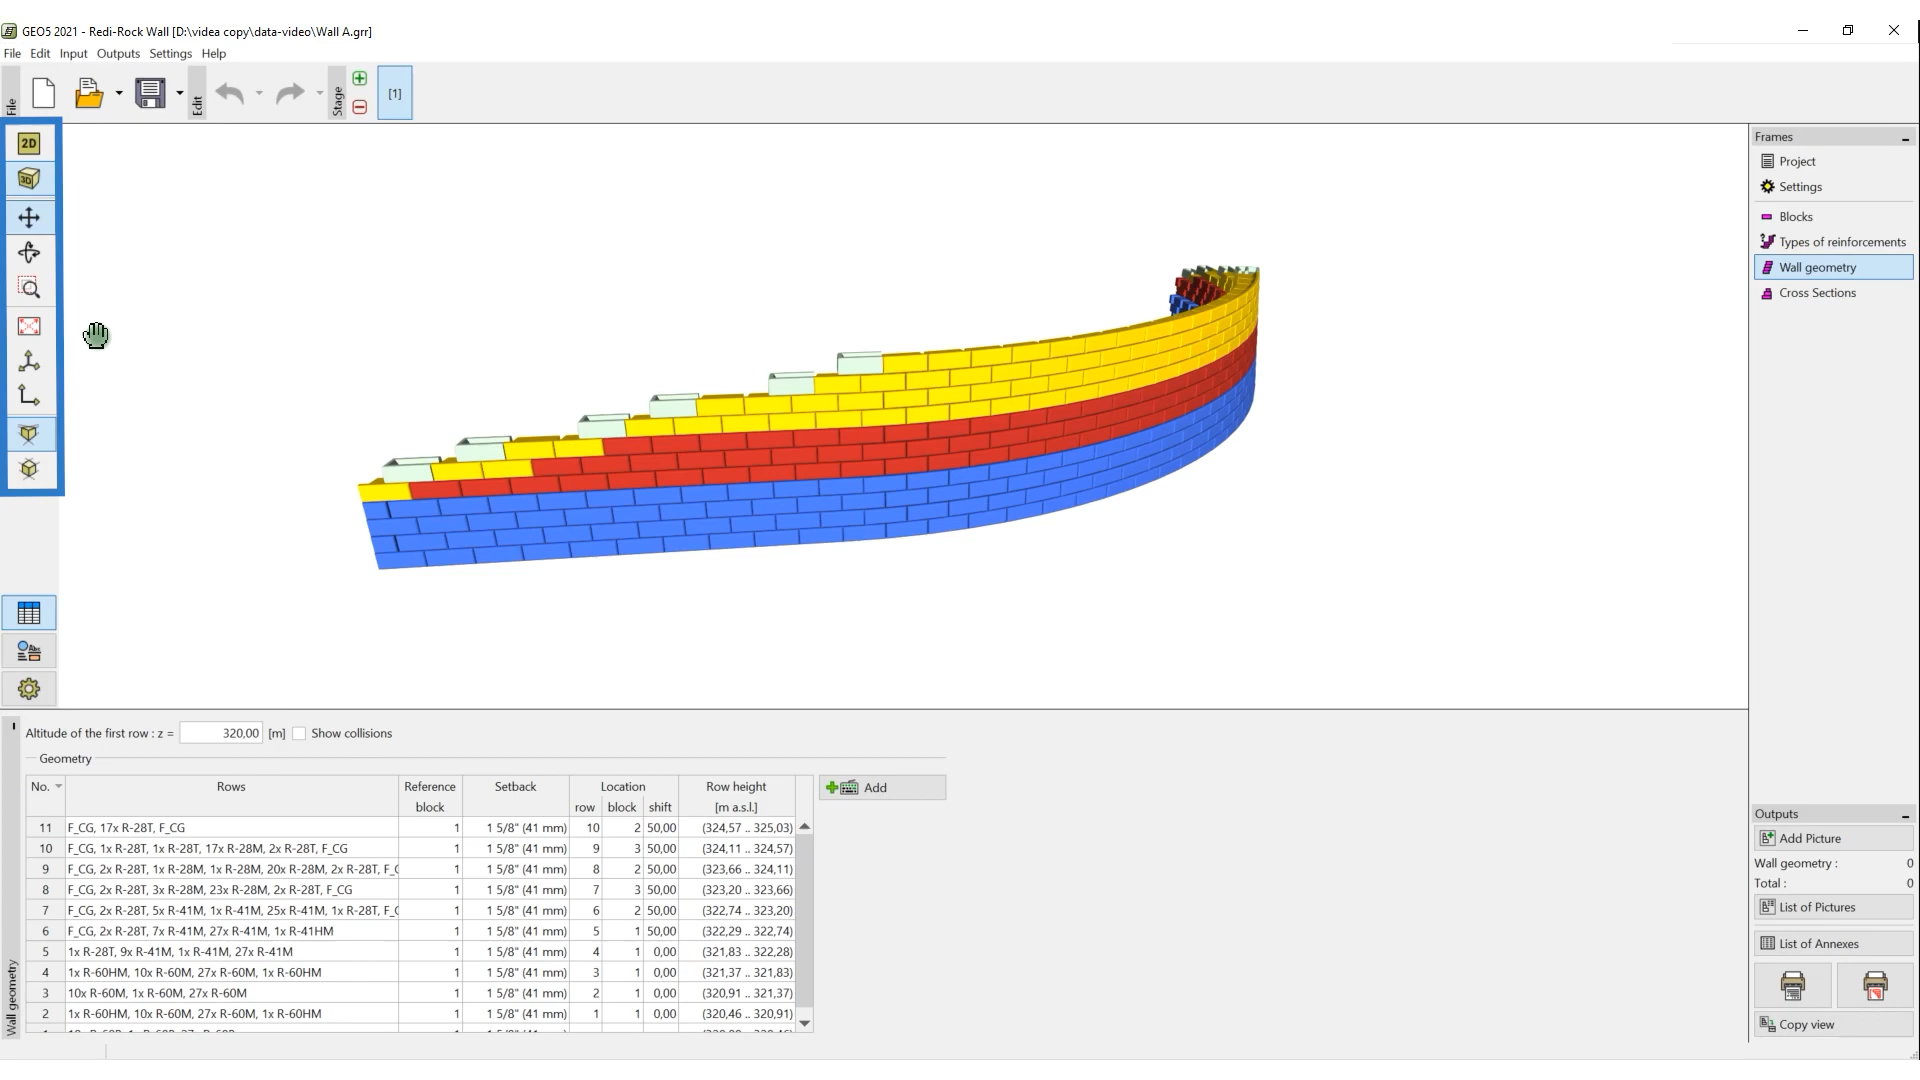 GEO5 2021 - Redi-Rock Wall [D:\videa copy\data-video\Wall A.grr]
File Edit Input Outputs Settings Help
File
Edit
Stage
[1]
2D
3D
Frames
Project
Settings
Blocks
Types of reinforcements
Wall geometry
Cross Sections
Altitude of the first row : z = 320,00 [m] Show collisions
Geometry
No. Rows Reference block Setback Location row block shift Row height [m a.s.l.]
Add
11 F_CG, 17x R-28T, F_CG 1 1 5/8" (41 mm) 10 2 50,00 (324,57 .. 325,03)
10 F_CG, 1x R-28T, 1x R-28T, 17x R-28M, 2x R-28T, F_CG 1 1 5/8" (41 mm) 9 3 50,00 (324,11 .. 324,57)
9 F_CG, 2x R-28T, 1x R-28M, 1x R-28M, 20x R-28M, 2x R-28T, F_C 1 1 5/8" (41 mm) 8 2 50,00 (323,66 .. 324,11)
8 F_CG, 2x R-28T, 3x R-28M, 23x R-28M, 2x R-28T, F_CG 1 1 5/8" (41 mm) 7 3 50,00 (323,20 .. 323,66)
7 F_CG, 2x R-28T, 5x R-41M, 1x R-41M, 25x R-41M, 1x R-28T, F_C 1 1 5/8" (41 mm) 6 2 50,00 (322,74 .. 323,20)
6 F_CG, 2x R-28T, 7x R-41M, 27x R-41M, 1x R-41HM 1 1 5/8" (41 mm) 5 1 50,00 (322,29 .. 322,74)
5 1x R-28T, 9x R-41M, 1x R-41M, 27x R-41M 1 1 5/8" (41 mm) 4 1 0,00 (321,83 .. 322,28)
4 1x R-60HM, 10x R-60M, 27x R-60M, 1x R-60HM 1 1 5/8" (41 mm) 3 1 0,00 (321,37 .. 321,83)
3 10x R-60M, 1x R-60M, 27x R-60M 1 1 5/8" (41 mm) 2 1 0,00 (320,91 .. 321,37)
2 1x R-60HM, 10x R-60M, 27x R-60M, 1x R-60HM 1 1 5/8" (41 mm) 1 1 0,00 (320,46 .. 320,91)
Wall geometry
Outputs
Add Picture
Wall geometry : 0
Total : 0
List of Pictures
List of Annexes
Copy view